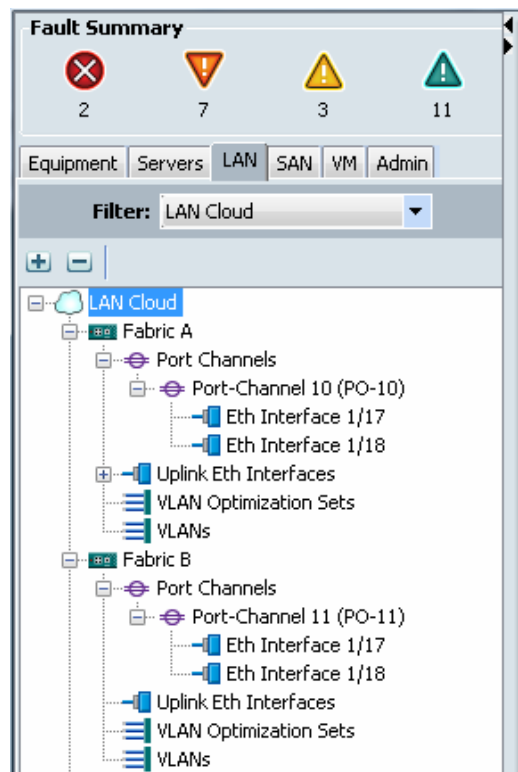 Fault Summary
2 7 3 11
Equipment Servers LAN SAN VM Admin
Filter: LAN Cloud
LAN Cloud
Fabric A
Port Channels
Port-Channel 10 (PO-10)
Eth Interface 1/17
Eth Interface 1/18
Uplink Eth Interfaces
VLAN Optimization Sets
VLANs
Fabric B
Port Channels
Port-Channel 11 (PO-11)
Eth Interface 1/17
Eth Interface 1/18
Uplink Eth Interfaces
VLAN Optimization Sets
VLANs